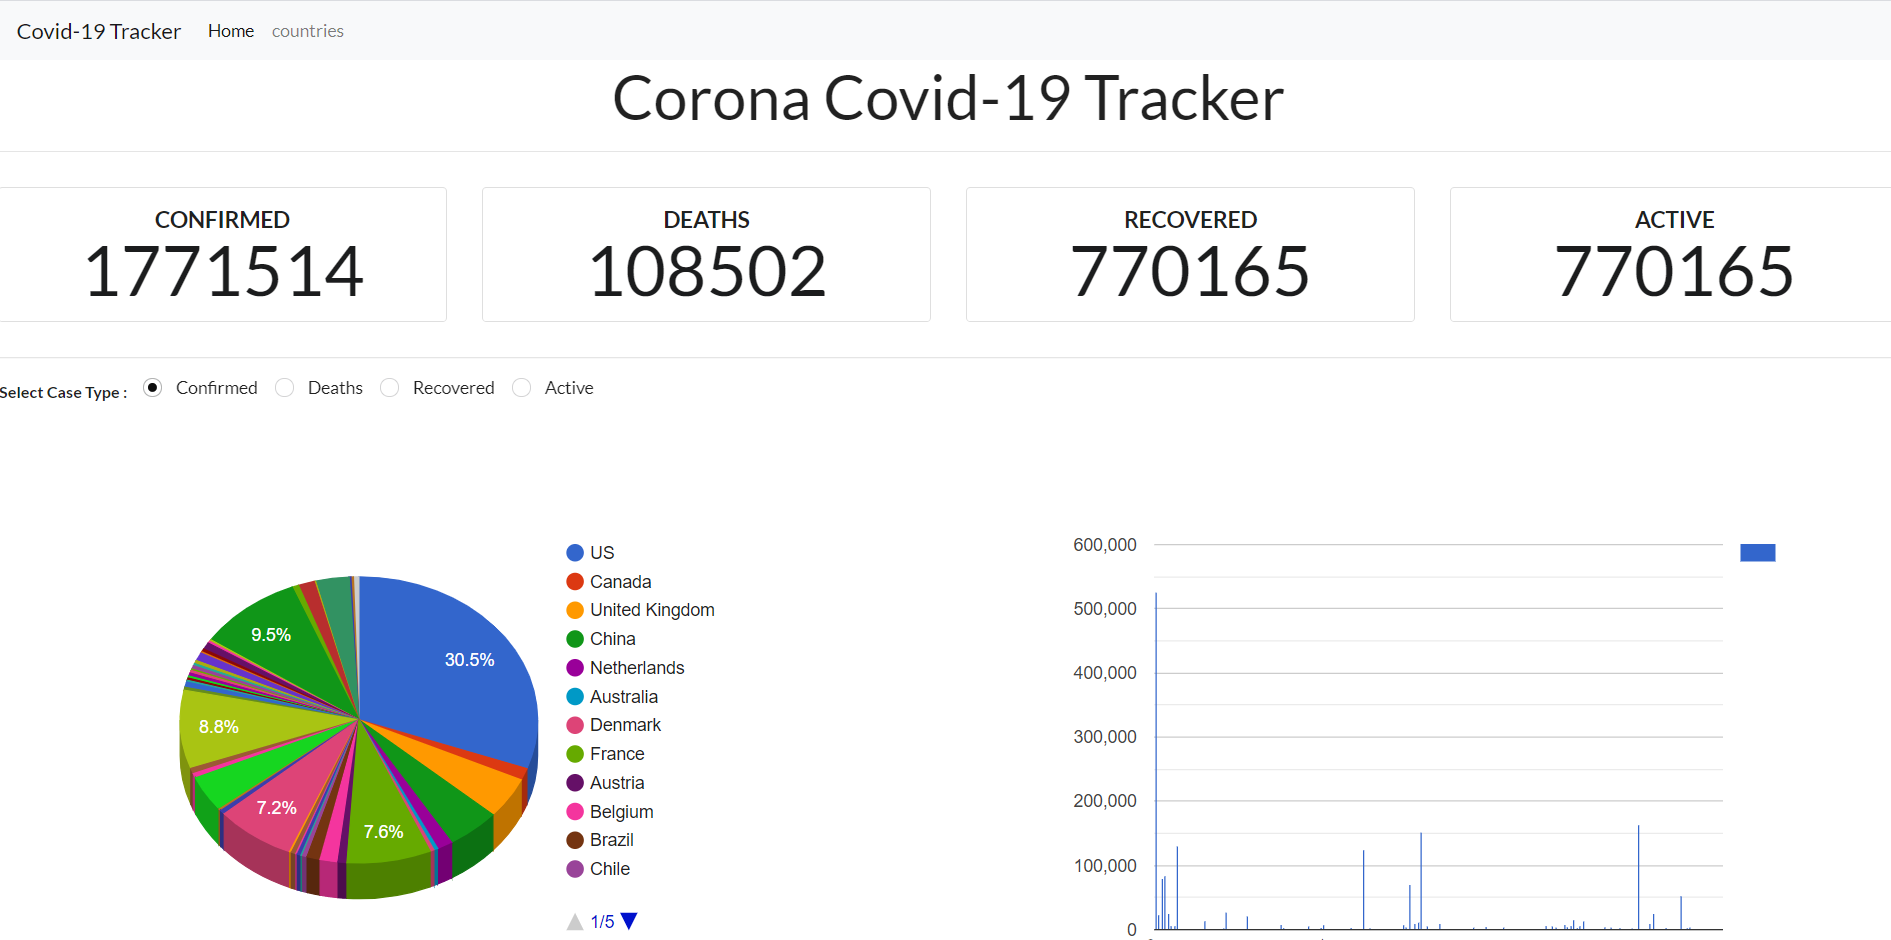 Covid-19 Tracker Home countries
Corona Covid-19 Tracker
CONFIRMED
1771514
DEATHS
108502
RECOVERED
770165
ACTIVE
770165
Select Case Type : Confirmed Deaths Recovered Active
30.5%
9.5%
8.8%
7.2%
7.6%
US
Canada
United Kingdom
China
Netherlands
Australia
Denmark
France
Austria
Belgium
Brazil
Chile
1/5
600,000
500,000
400,000
300,000
200,000
100,000
0